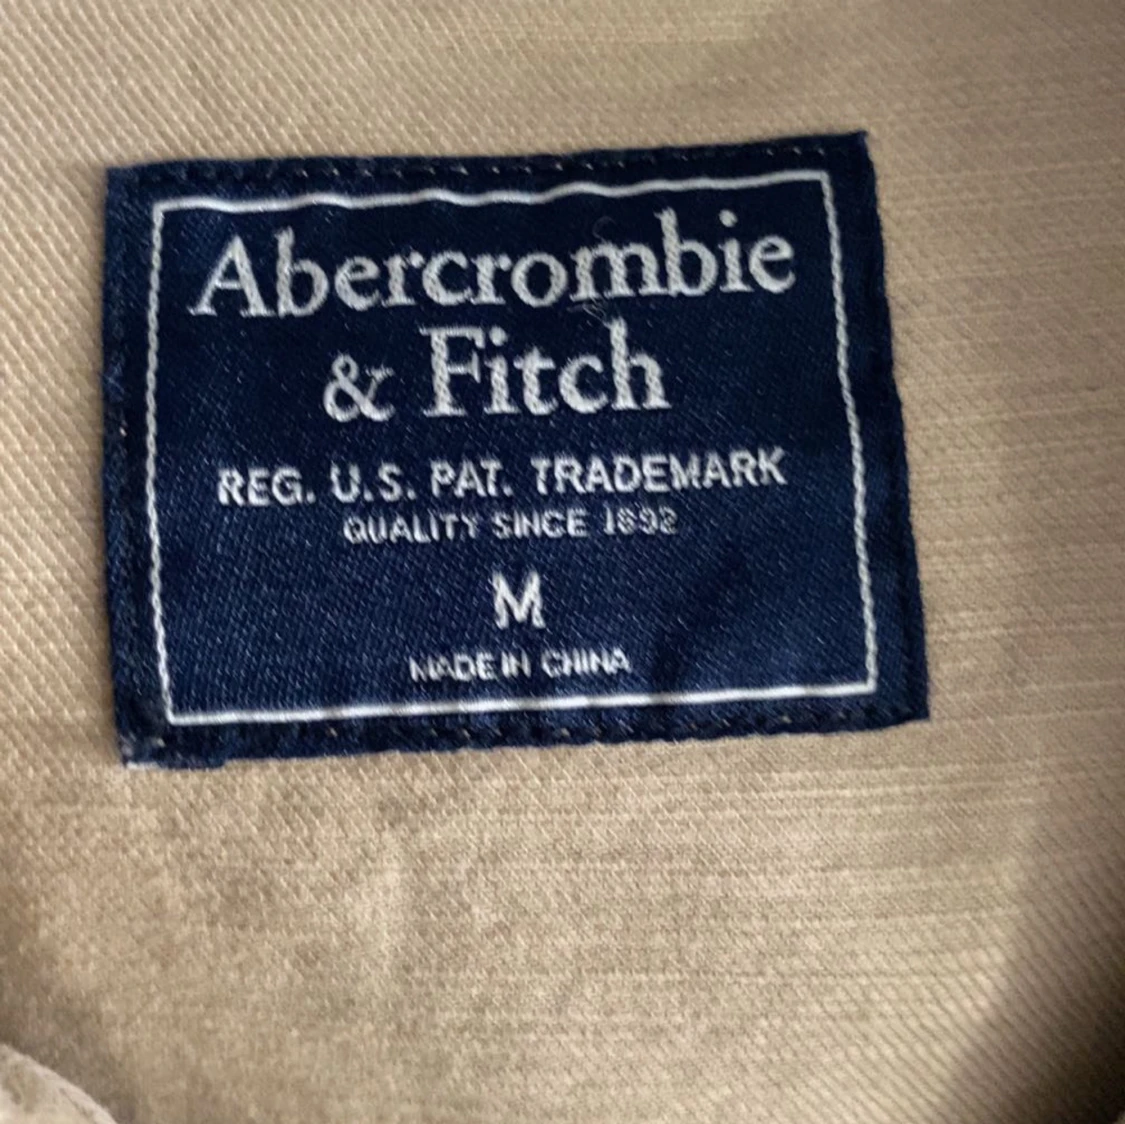 Abercrombie
& Fitch
REG. U.S. PAT. TRADEMARK
QUALITY SINCE 1892
M
MADE IN CHINA